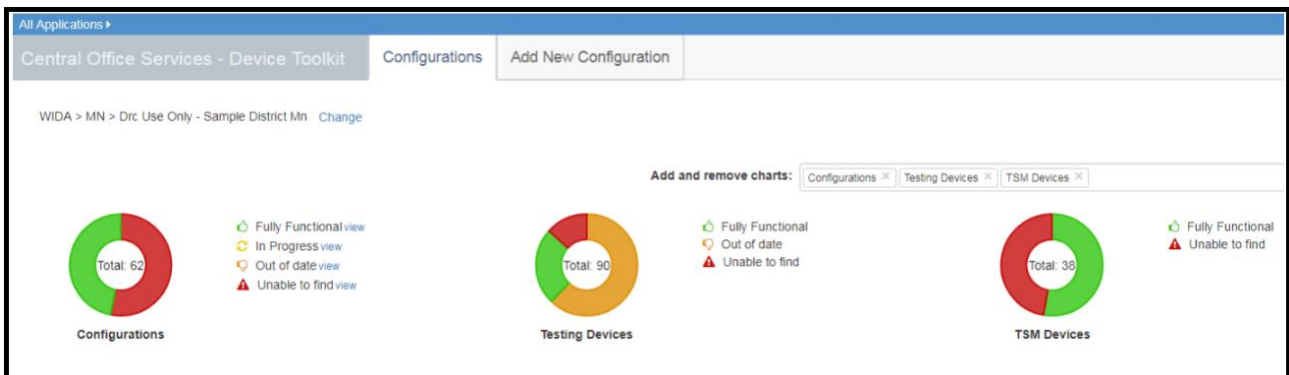 All Applications
Central Office Services - Device Toolkit
Configurations
Add New Configuration
WIDA > MN > Drc Use Only - Sample District Mn Change
Add and remove charts: Configurations × Testing Devices × TSM Devices ×
Total: 62
Fully Functional view
In Progress view
Out of date view
Unable to find view
Configurations
Total: 90
Fully Functional
Out of date
Unable to find
Testing Devices
Total: 38
Fully Functional
Unable to find
TSM Devices